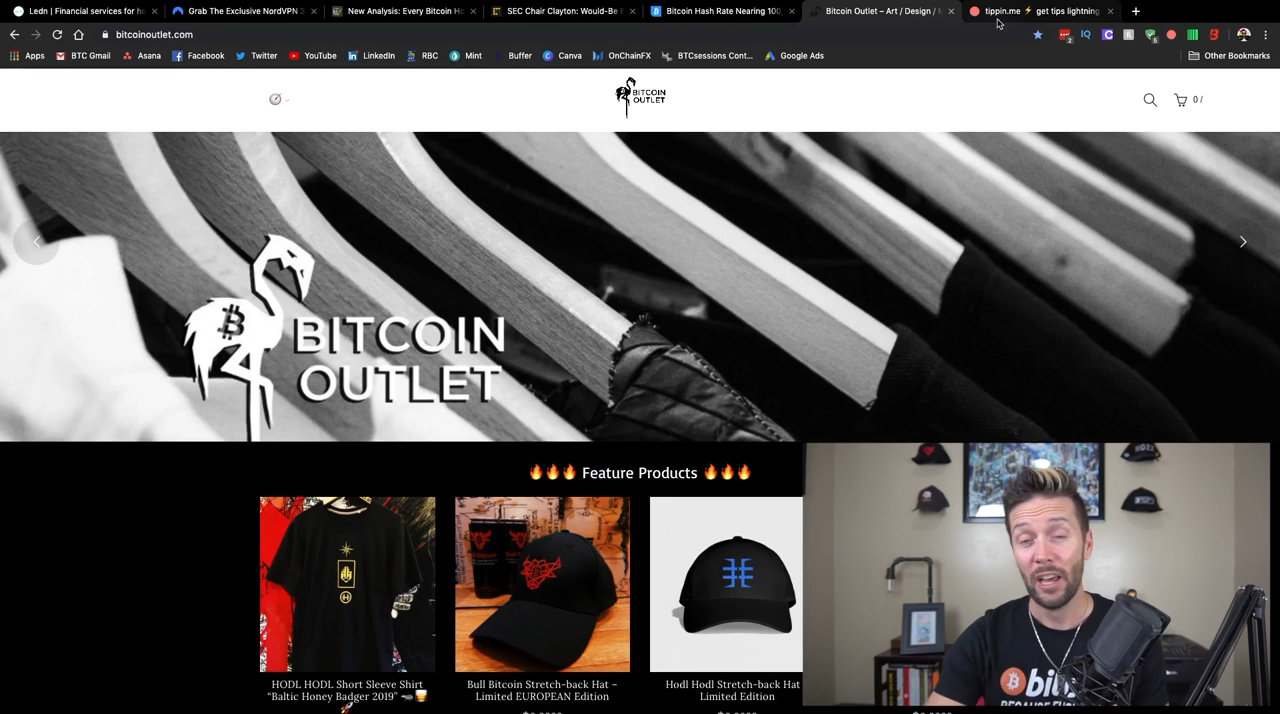 Ledn | Financial services for h
Grab The Exclusive NordVPN
New Analysis: Every Bitcoin Ho
SEC Chair Clayton: Would-Be
Bitcoin Hash Rate Nearing 100,
Bitcoin Outlet – Art / Design /
tippin.me ⚡ get tips lightning
bitcoinoutlet.com
Apps
BTC Gmail
Asana
Facebook
Twitter
YouTube
LinkedIn
RBC
Mint
Buffer
Canva
OnChainFX
BTCsessions Cont...
Google Ads
Other Bookmarks
BITCOIN
OUTLET
0 /
BITCOIN
OUTLET
🔥🔥🔥 Feature Products 🔥🔥🔥
HODL HODL Short Sleeve Shirt
“Baltic Honey Badger 2019”
Bull Bitcoin Stretch-back Hat –
Limited EUROPEAN Edition
Hodl Hodl Stretch-back Hat
Limited Edition
bit
BECAUSE